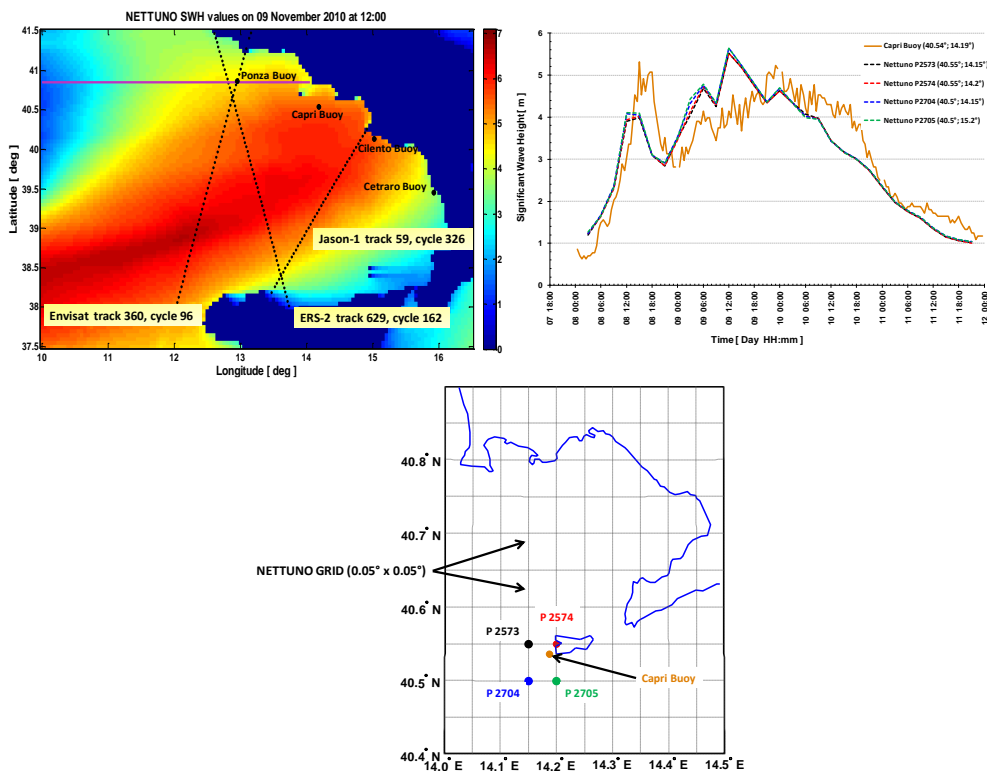 NETTUNO SWH values on 09 November 2010 at 12:00
Latitude [ deg ]
41.5
41
40.5
40
39.5
39
38.5
38
37.5
10
11
12
13
14
15
16
Longitude [ deg ]
7
6
5
4
3
2
1
0
Ponza Buoy
Capri Buoy
Cilento Buoy
Cetraro Buoy
Jason-1 track 59, cycle 326
Envisat track 360, cycle 96
ERS-2 track 629, cycle 162
Significant Wave Height [ m ]
6
5
4
3
2
1
0
Capri Buoy (40.54°; 14.19°)
Nettuno P2573 (40.55°; 14.15°)
Nettuno P2574 (40.55°; 14.2°)
Nettuno P2704 (40.5°; 14.15°)
Nettuno P2705 (40.5°; 15.2°)
07 18:00
08 00:00
08 06:00
08 12:00
08 18:00
09 00:00
09 06:00
09 12:00
09 18:00
10 00:00
10 06:00
10 12:00
10 18:00
11 00:00
11 06:00
11 12:00
11 18:00
12 00:00
Time [ Day HH:mm ]
40.8° N
40.7° N
40.6° N
40.5° N
40.4° N
NETTUNO GRID (0.05° x 0.05°)
P 2573
P 2574
Capri Buoy
P 2704
P 2705
14.0° E
14.1° E
14.2° E
14.3° E
14.4° E
14.5° E